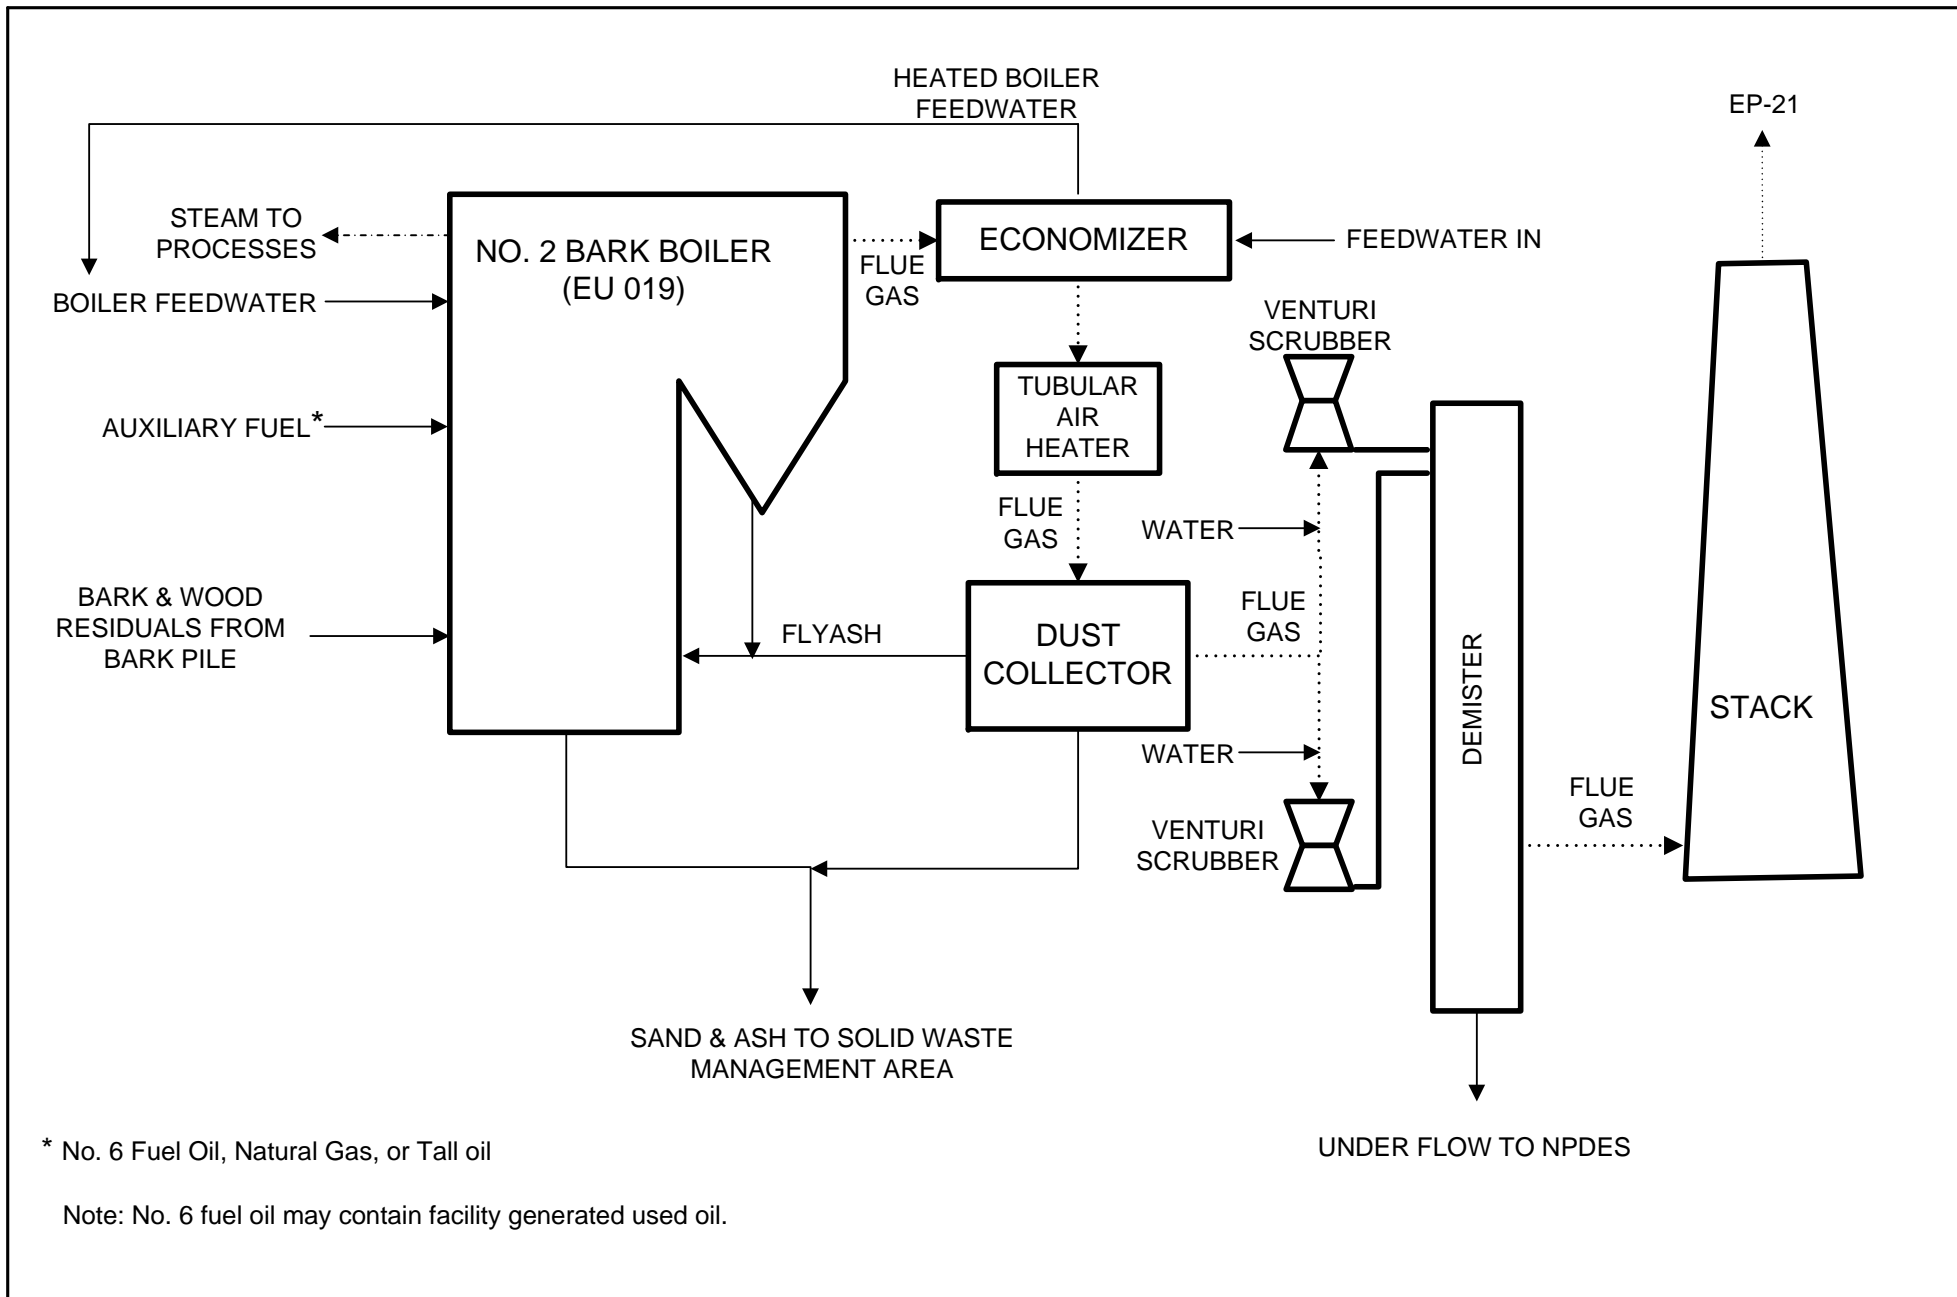 HEATED BOILER
FEEDWATER
EP-21
STEAM TO
PROCESSES
NO. 2 BARK BOILER
(EU 019)
FLUE
GAS
ECONOMIZER
FEEDWATER IN
BOILER FEEDWATER
VENTURI
SCRUBBER
TUBULAR
AIR
HEATER
AUXILIARY FUEL*
FLUE
GAS
WATER
BARK & WOOD
RESIDUALS FROM
BARK PILE
FLYASH
DUST
COLLECTOR
FLUE
GAS
DEMISTER
STACK
WATER
FLUE
GAS
VENTURI
SCRUBBER
SAND & ASH TO SOLID WASTE
MANAGEMENT AREA
UNDER FLOW TO NPDES
* No. 6 Fuel Oil, Natural Gas, or Tall oil
Note: No. 6 fuel oil may contain facility generated used oil.